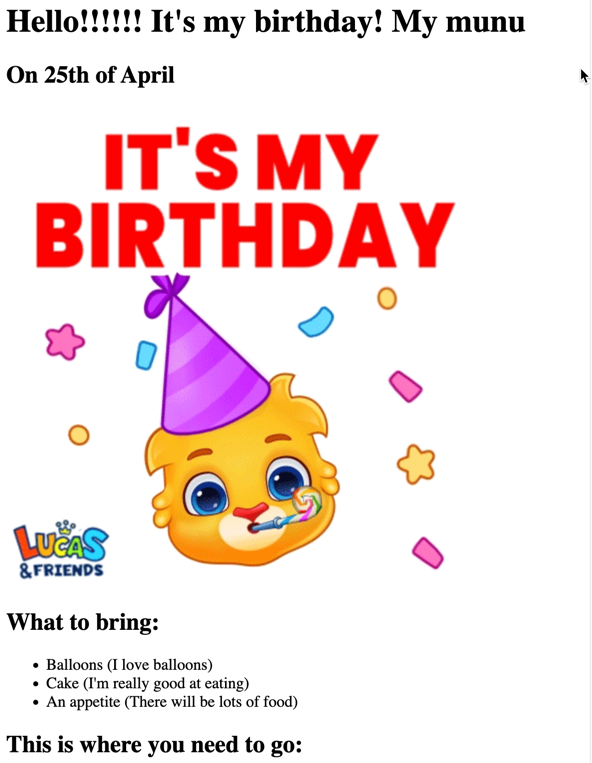 Hello!!!!!! It's my birthday! My munu
On 25th of April
IT'S MY
BIRTHDAY
LUCAS
& FRIENDS
What to bring:
Balloons (I love balloons)
Cake (I'm really good at eating)
An appetite (There will be lots of food)
This is where you need to go: